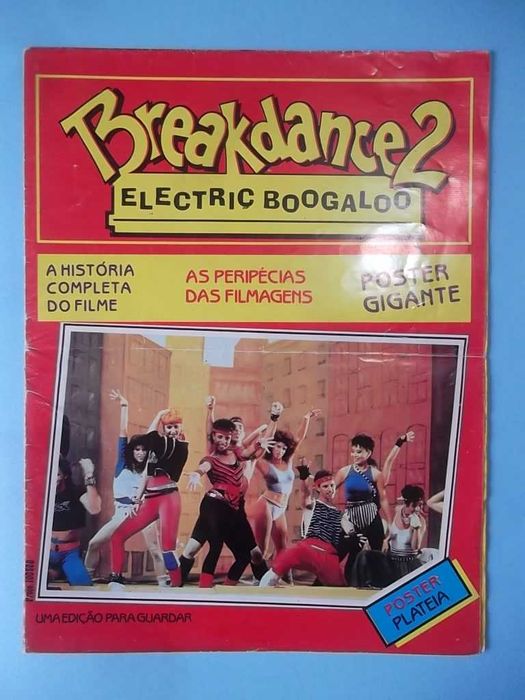 Breakdance 2
ELECTRIC BOOGALOO
A HISTÓRIA
COMPLETA
DO FILME
AS PERIPÉCIAS
DAS FILMAGENS
POSTER
GIGANTE
UMA EDIÇÃO PARA GUARDAR
POSTER
PLATEIA